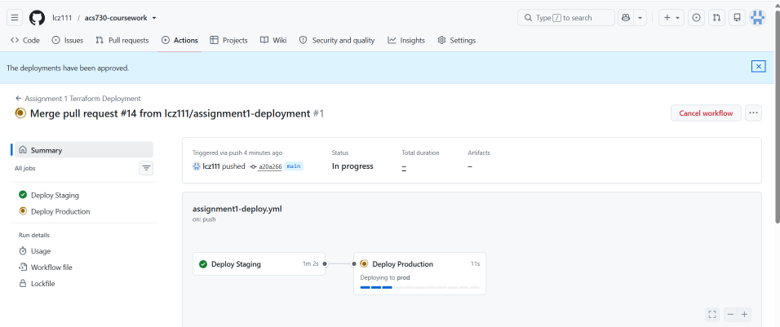 lcz111 / acs730-coursework
Type / to search
Code Issues Pull requests Actions Projects Wiki Security and quality Insights Settings
The deployments have been approved.
Assignment 1 Terraform Deployment
Merge pull request #14 from lcz111/assignment1-deployment #1
Cancel workflow
Summary
All jobs
Deploy Staging
Deploy Production
Run details
Usage
Workflow file
Lockfile
Triggered via push 4 minutes ago
lcz111 pushed a20a266 main
Status
In progress
Total duration
–
Artifacts
–
assignment1-deploy.yml
on: push
Deploy Staging 1m 2s
Deploy Production 11s
Deploying to prod